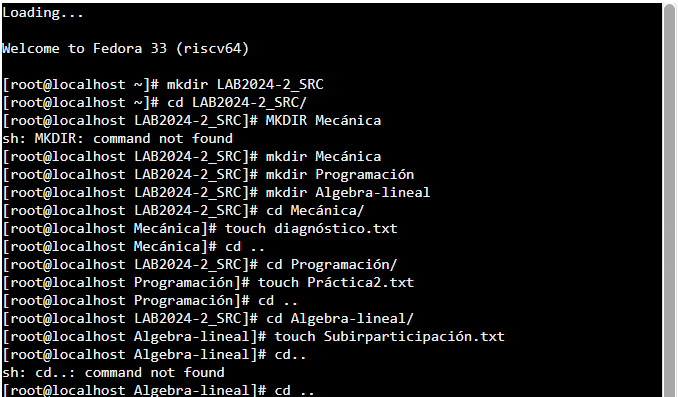 Loading...
Welcome to Fedora 33 (riscv64)
[root@localhost ~]# mkdir LAB2024-2_SRC
[root@localhost ~]# cd LAB2024-2_SRC/
[root@localhost LAB2024-2_SRC]# MKDIR Mecánica
sh: MKDIR: command not found
[root@localhost LAB2024-2_SRC]# mkdir Mecánica
[root@localhost LAB2024-2_SRC]# mkdir Programación
[root@localhost LAB2024-2_SRC]# mkdir Algebra-lineal
[root@localhost LAB2024-2_SRC]# cd Mecánica/
[root@localhost Mecánica]# touch diagnóstico.txt
[root@localhost Mecánica]# cd ..
[root@localhost LAB2024-2_SRC]# cd Programación/
[root@localhost Programación]# touch Práctica2.txt
[root@localhost Programación]# cd ..
[root@localhost LAB2024-2_SRC]# cd Algebra-lineal/
[root@localhost Algebra-lineal]# touch Subirparticipación.txt
[root@localhost Algebra-lineal]# cd..
sh: cd..: command not found
[root@localhost Algebra-lineal]# cd ..